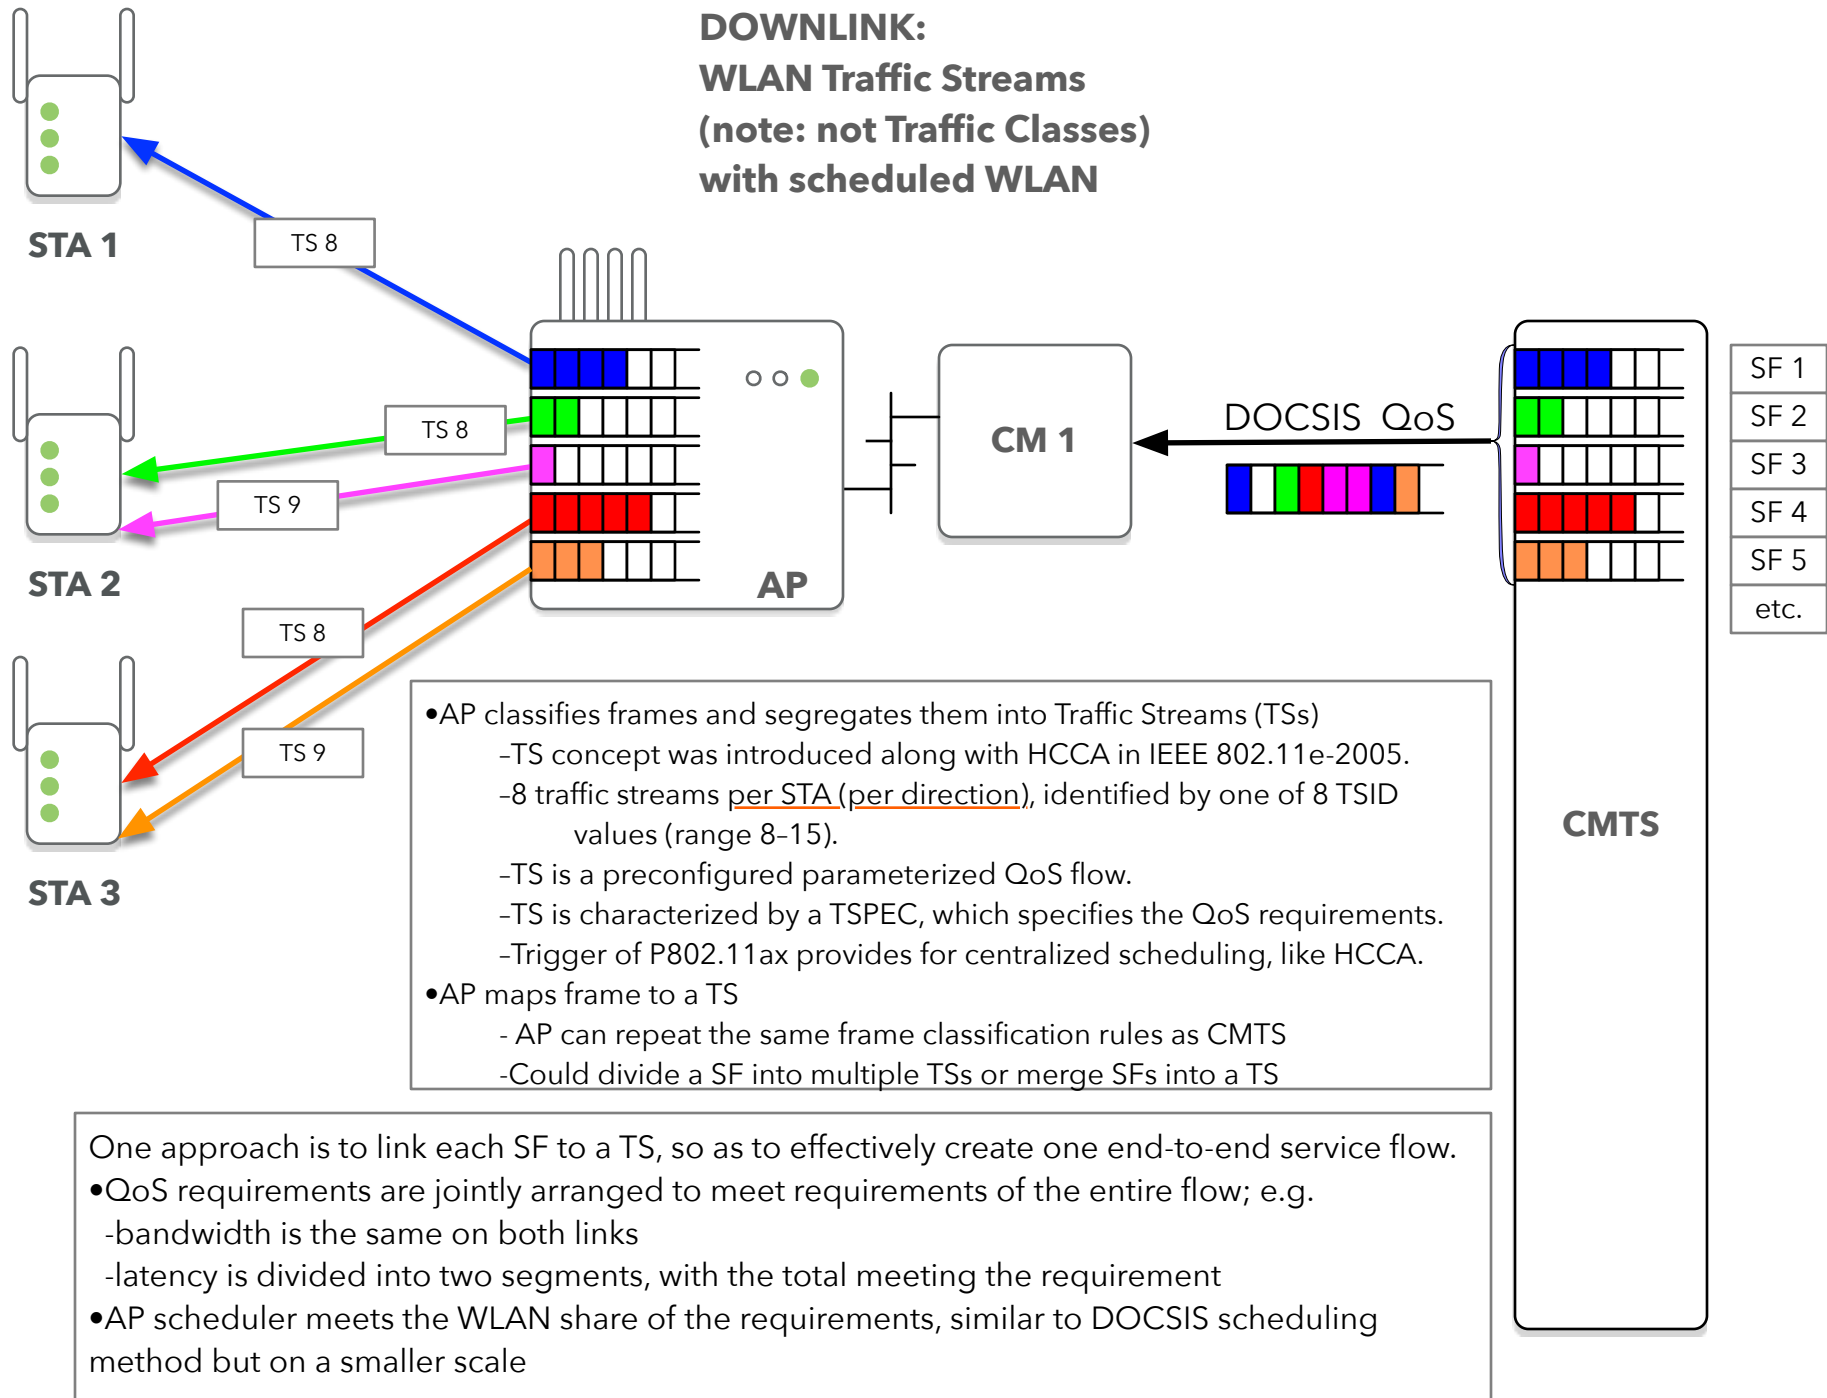 DOWNLINK:
WLAN Traffic Streams
(note: not Traffic Classes)
with scheduled WLAN
STA 1
TS 8
STA 2
TS 8
TS 9
STA 3
TS 8
TS 9
AP
CM 1
DOCSIS QoS
CMTS
SF 1
SF 2
SF 3
SF 4
SF 5
etc.
•AP classifies frames and segregates them into Traffic Streams (TSs)
–TS concept was introduced along with HCCA in IEEE 802.11e-2005.
–8 traffic streams per STA (per direction), identified by one of 8 TSID
values (range 8–15).
–TS is a preconfigured parameterized QoS flow.
–TS is characterized by a TSPEC, which specifies the QoS requirements.
–Trigger of P802.11ax provides for centralized scheduling, like HCCA.
•AP maps frame to a TS
- AP can repeat the same frame classification rules as CMTS
-Could divide a SF into multiple TSs or merge SFs into a TS
One approach is to link each SF to a TS, so as to effectively create one end-to-end service flow.
•QoS requirements are jointly arranged to meet requirements of the entire flow; e.g.
-bandwidth is the same on both links
-latency is divided into two segments, with the total meeting the requirement
•AP scheduler meets the WLAN share of the requirements, similar to DOCSIS scheduling
method but on a smaller scale